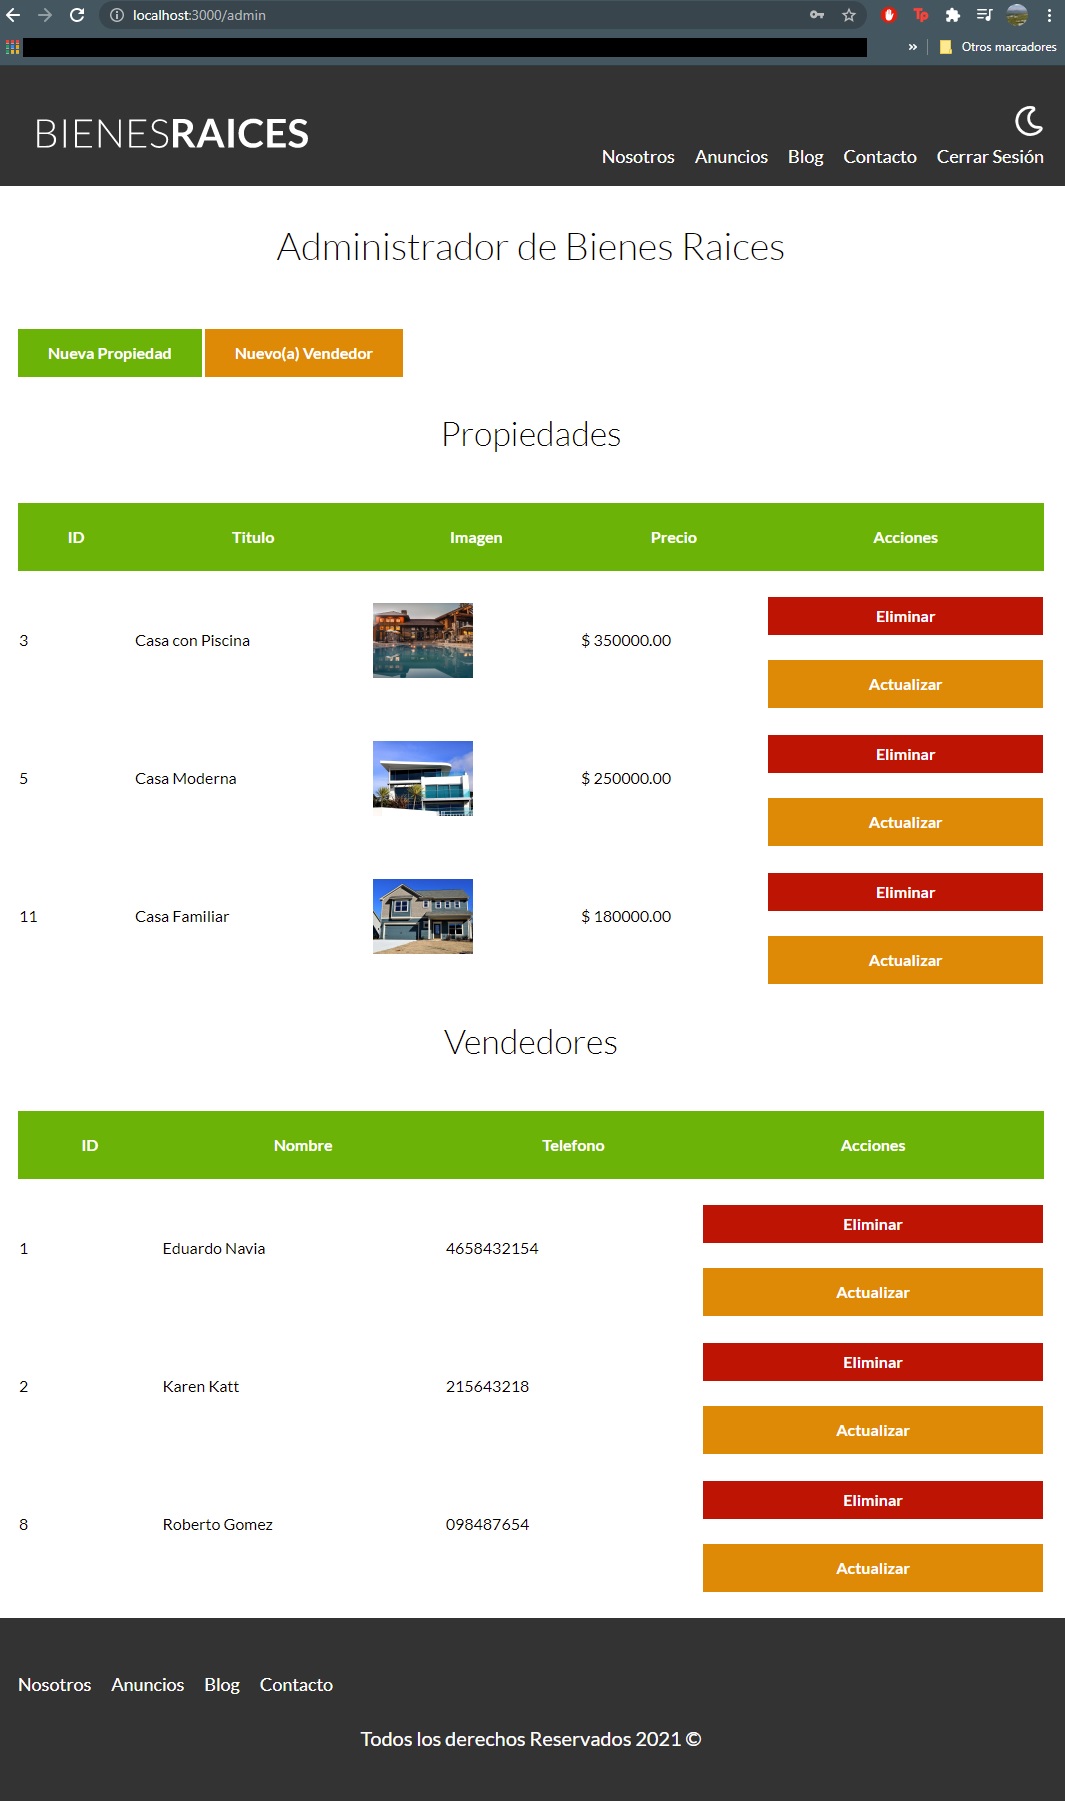 localhost:3000/admin
» Otros marcadores
BIENESRAICES
Nosotros Anuncios Blog Contacto Cerrar Sesión
Administrador de Bienes Raices
Nueva Propiedad Nuevo(a) Vendedor
Propiedades
ID Titulo Imagen Precio Acciones
3 Casa con Piscina $ 350000.00 Eliminar
Actualizar
5 Casa Moderna $ 250000.00 Eliminar
Actualizar
11 Casa Familiar $ 180000.00 Eliminar
Actualizar
Vendedores
ID Nombre Telefono Acciones
1 Eduardo Navia 4658432154 Eliminar
Actualizar
2 Karen Katt 215643218 Eliminar
Actualizar
8 Roberto Gomez 098487654 Eliminar
Actualizar
Nosotros Anuncios Blog Contacto
Todos los derechos Reservados 2021 ©